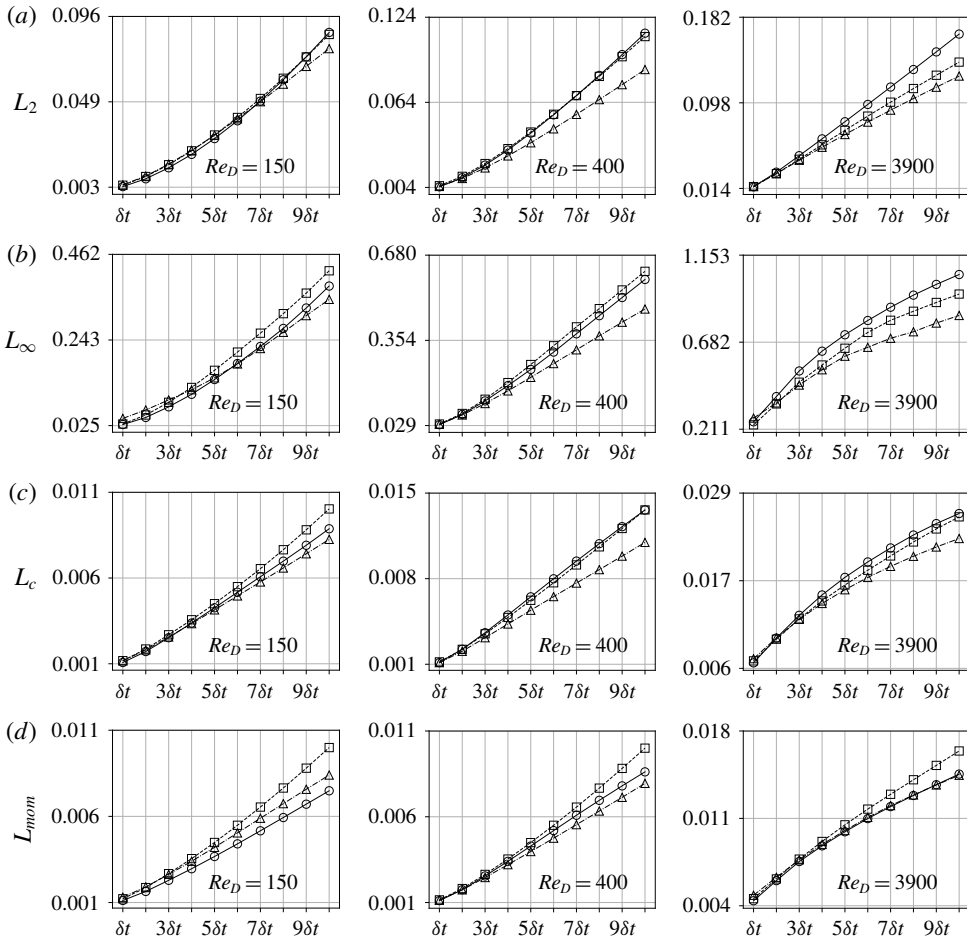 (a)
L₂
0.096
0.049
0.003
Re_D = 150
δt 3δt 5δt 7δt 9δt
0.124
0.064
0.004
Re_D = 400
δt 3δt 5δt 7δt 9δt
0.182
0.098
0.014
Re_D = 3900
δt 3δt 5δt 7δt 9δt
(b)
L_∞
0.462
0.243
0.025
Re_D = 150
δt 3δt 5δt 7δt 9δt
0.680
0.354
0.029
Re_D = 400
δt 3δt 5δt 7δt 9δt
1.153
0.682
0.211
Re_D = 3900
δt 3δt 5δt 7δt 9δt
(c)
L_c
0.011
0.006
0.001
Re_D = 150
δt 3δt 5δt 7δt 9δt
0.015
0.008
0.001
Re_D = 400
δt 3δt 5δt 7δt 9δt
0.029
0.017
0.006
Re_D = 3900
δt 3δt 5δt 7δt 9δt
(d)
L_mom
0.011
0.006
0.001
Re_D = 150
δt 3δt 5δt 7δt 9δt
0.011
0.006
0.001
Re_D = 400
δt 3δt 5δt 7δt 9δt
0.018
0.011
0.004
Re_D = 3900
δt 3δt 5δt 7δt 9δt